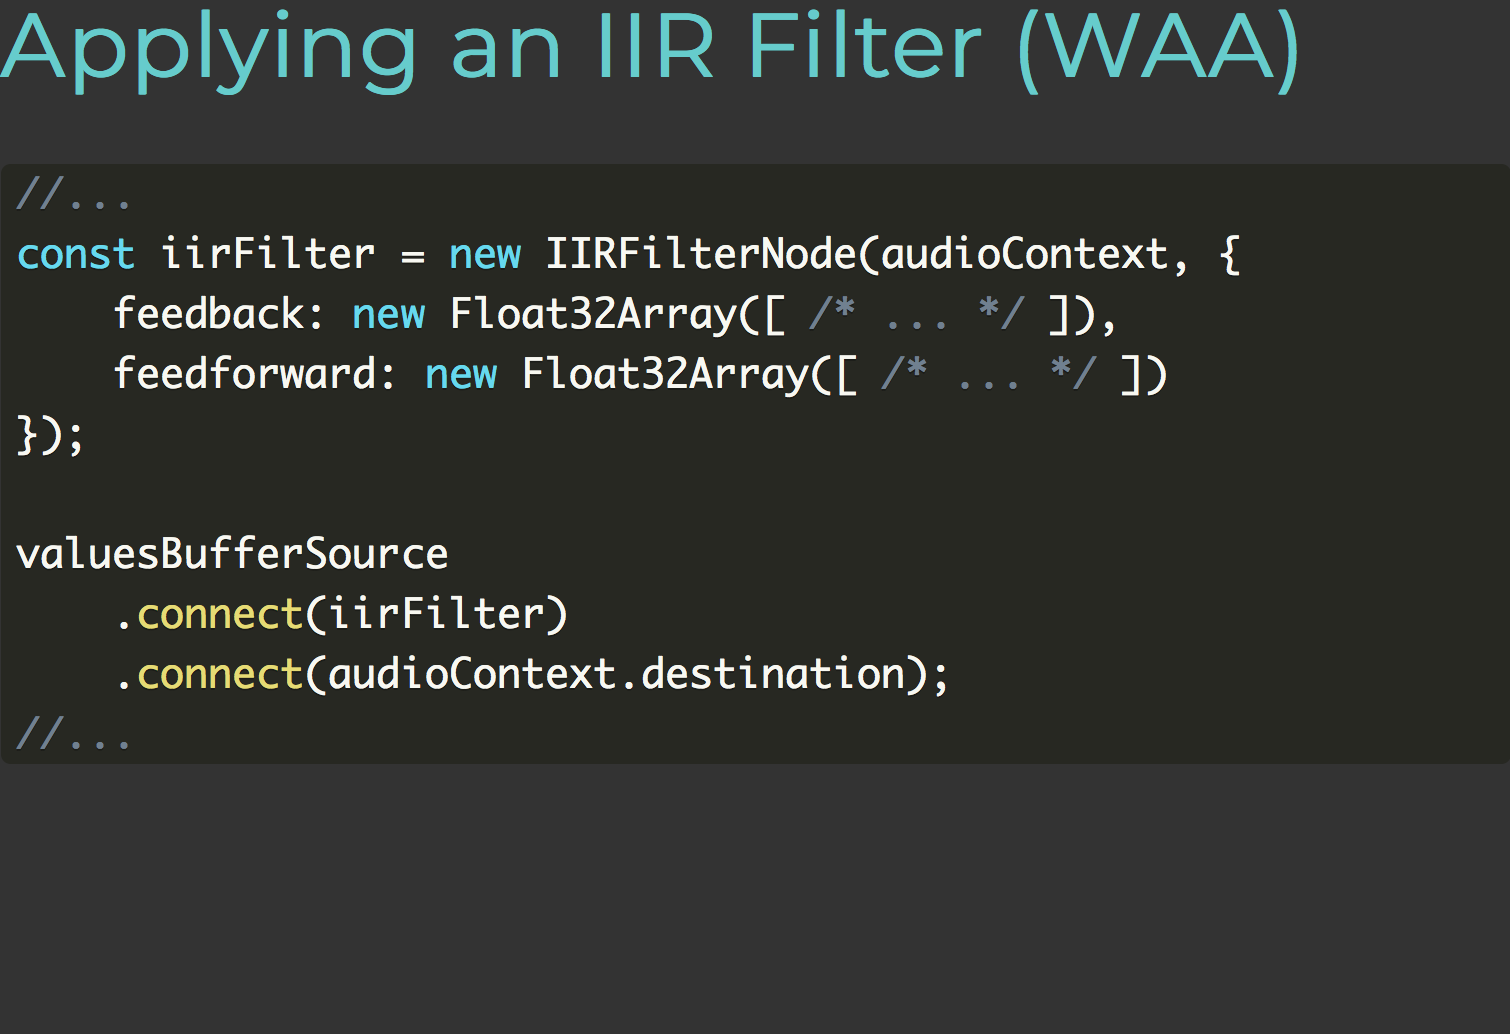 Applying an IIR Filter (WAA)
//...
const iirFilter = new IIRFilterNode(audioContext, {
    feedback: new Float32Array([ /* ... */ ]),
    feedforward: new Float32Array([ /* ... */ ])
});

valuesBufferSource
    .connect(iirFilter)
    .connect(audioContext.destination);
//...